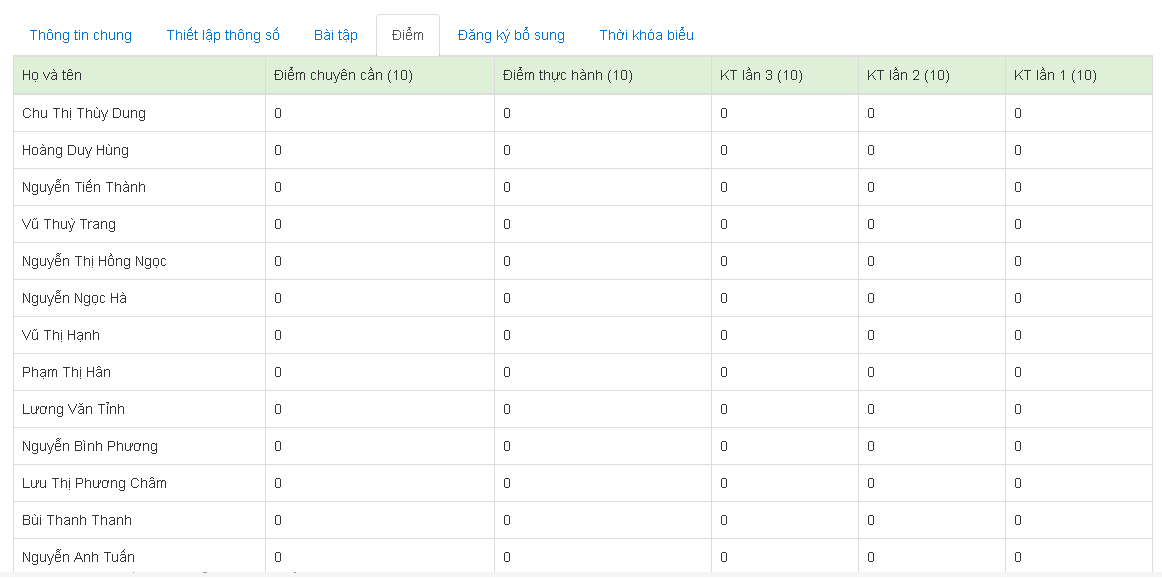 Thông tin chung Thiết lập thông số Bài tập Điểm Đăng ký bổ sung Thời khóa biểu
Họ và tên Điểm chuyên cần (10) Điểm thực hành (10) KT lần 3 (10) KT lần 2 (10) KT lần 1 (10)
Chu Thị Thùy Dung 0 0 0 0 0
Hoàng Duy Hùng 0 0 0 0 0
Nguyễn Tiến Thành 0 0 0 0 0
Vũ Thuỳ Trang 0 0 0 0 0
Nguyễn Thị Hồng Ngọc 0 0 0 0 0
Nguyễn Ngọc Hà 0 0 0 0 0
Vũ Thị Hạnh 0 0 0 0 0
Phạm Thị Hân 0 0 0 0 0
Lương Văn Tỉnh 0 0 0 0 0
Nguyễn Bình Phương 0 0 0 0 0
Lưu Thị Phương Châm 0 0 0 0 0
Bùi Thanh Thanh 0 0 0 0 0
Nguyễn Anh Tuấn 0 0 0 0 0